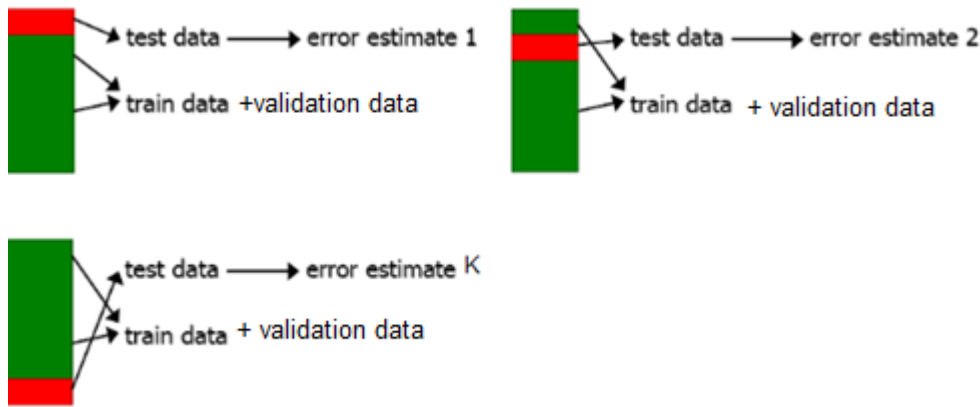 test data error estimate 1
train data +validation data
test data error estimate 2
train data + validation data
test data error estimate K
train data + validation data